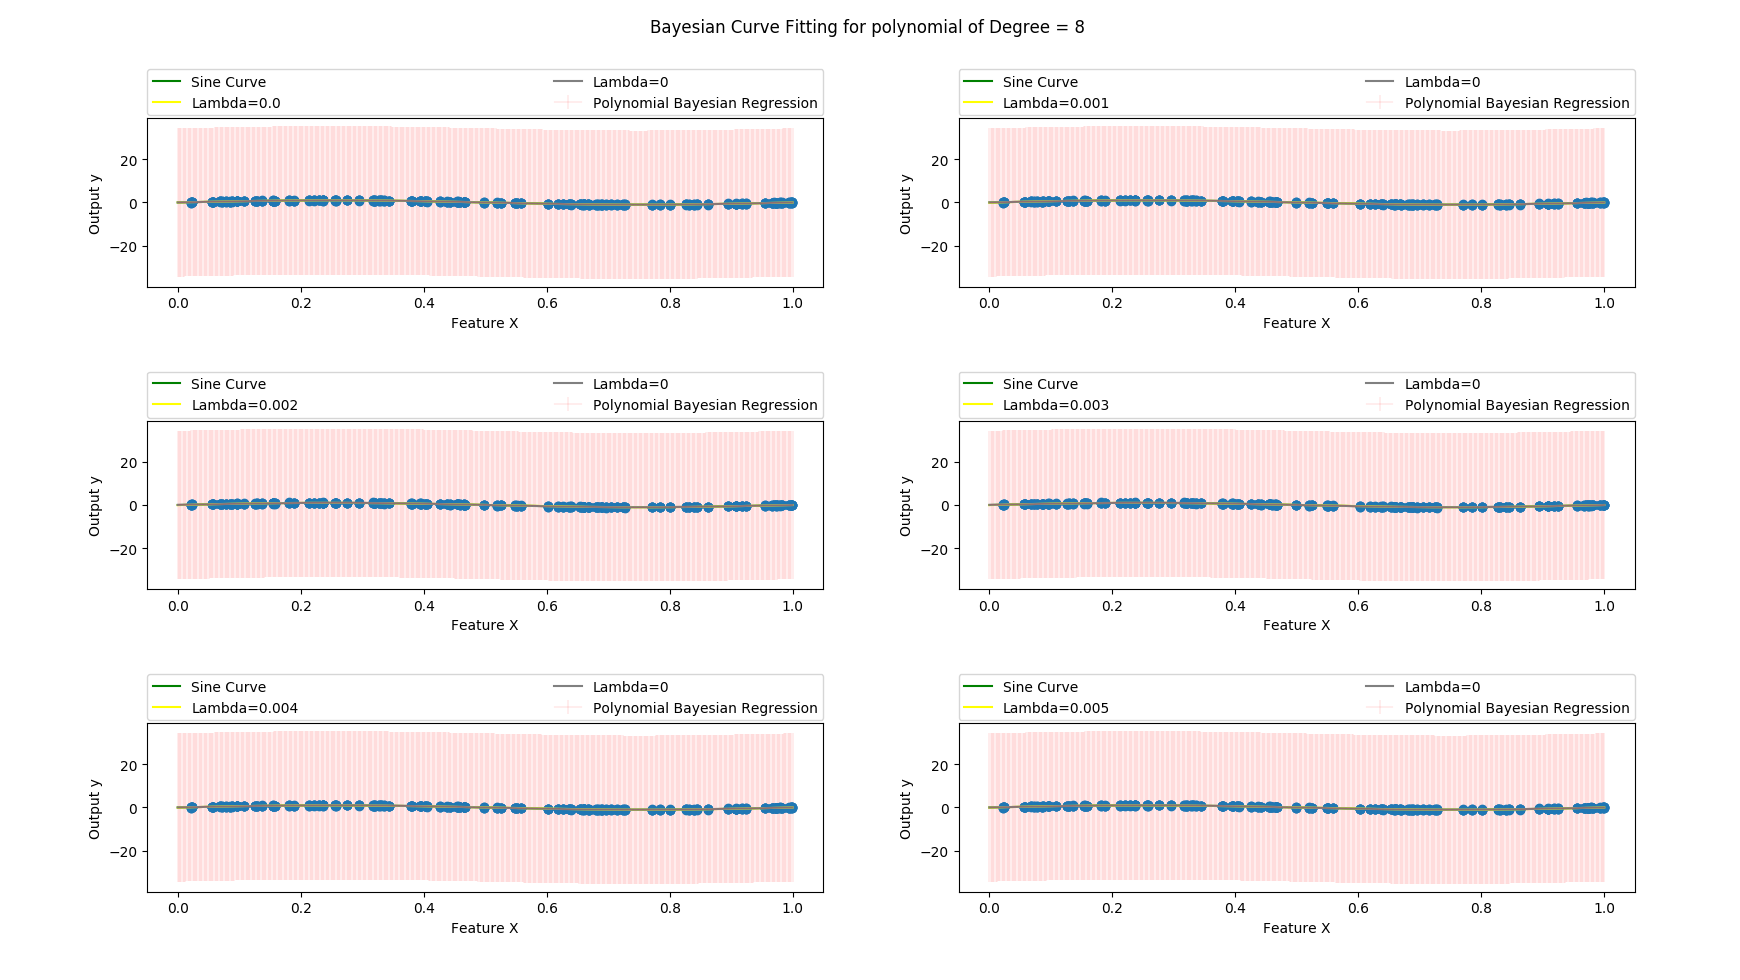 Bayesian Curve Fitting for polynomial of Degree = 8
Sine Curve
Lambda=0.0
Lambda=0
Polynomial Bayesian Regression
Output y
20
0
−20
0.0 0.2 0.4 0.6 0.8 1.0
Feature X
Sine Curve
Lambda=0.001
Lambda=0
Polynomial Bayesian Regression
Output y
20
0
−20
0.0 0.2 0.4 0.6 0.8 1.0
Feature X
Sine Curve
Lambda=0.002
Lambda=0
Polynomial Bayesian Regression
Output y
20
0
−20
0.0 0.2 0.4 0.6 0.8 1.0
Feature X
Sine Curve
Lambda=0.003
Lambda=0
Polynomial Bayesian Regression
Output y
20
0
−20
0.0 0.2 0.4 0.6 0.8 1.0
Feature X
Sine Curve
Lambda=0.004
Lambda=0
Polynomial Bayesian Regression
Output y
20
0
−20
0.0 0.2 0.4 0.6 0.8 1.0
Feature X
Sine Curve
Lambda=0.005
Lambda=0
Polynomial Bayesian Regression
Output y
20
0
−20
0.0 0.2 0.4 0.6 0.8 1.0
Feature X